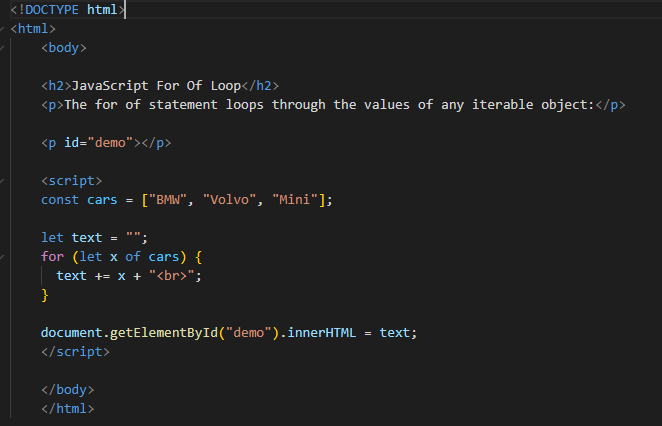 <!DOCTYPE html>
<html>
<body>
<h2>JavaScript For Of Loop</h2>
<p>The for of statement loops through the values of any iterable object:</p>
<p id="demo"></p>
<script>
const cars = ["BMW", "Volvo", "Mini"];
let text = "";
for (let x of cars) {
text += x + "<br>";
}
document.getElementById("demo").innerHTML = text;
</script>
</body>
</html>